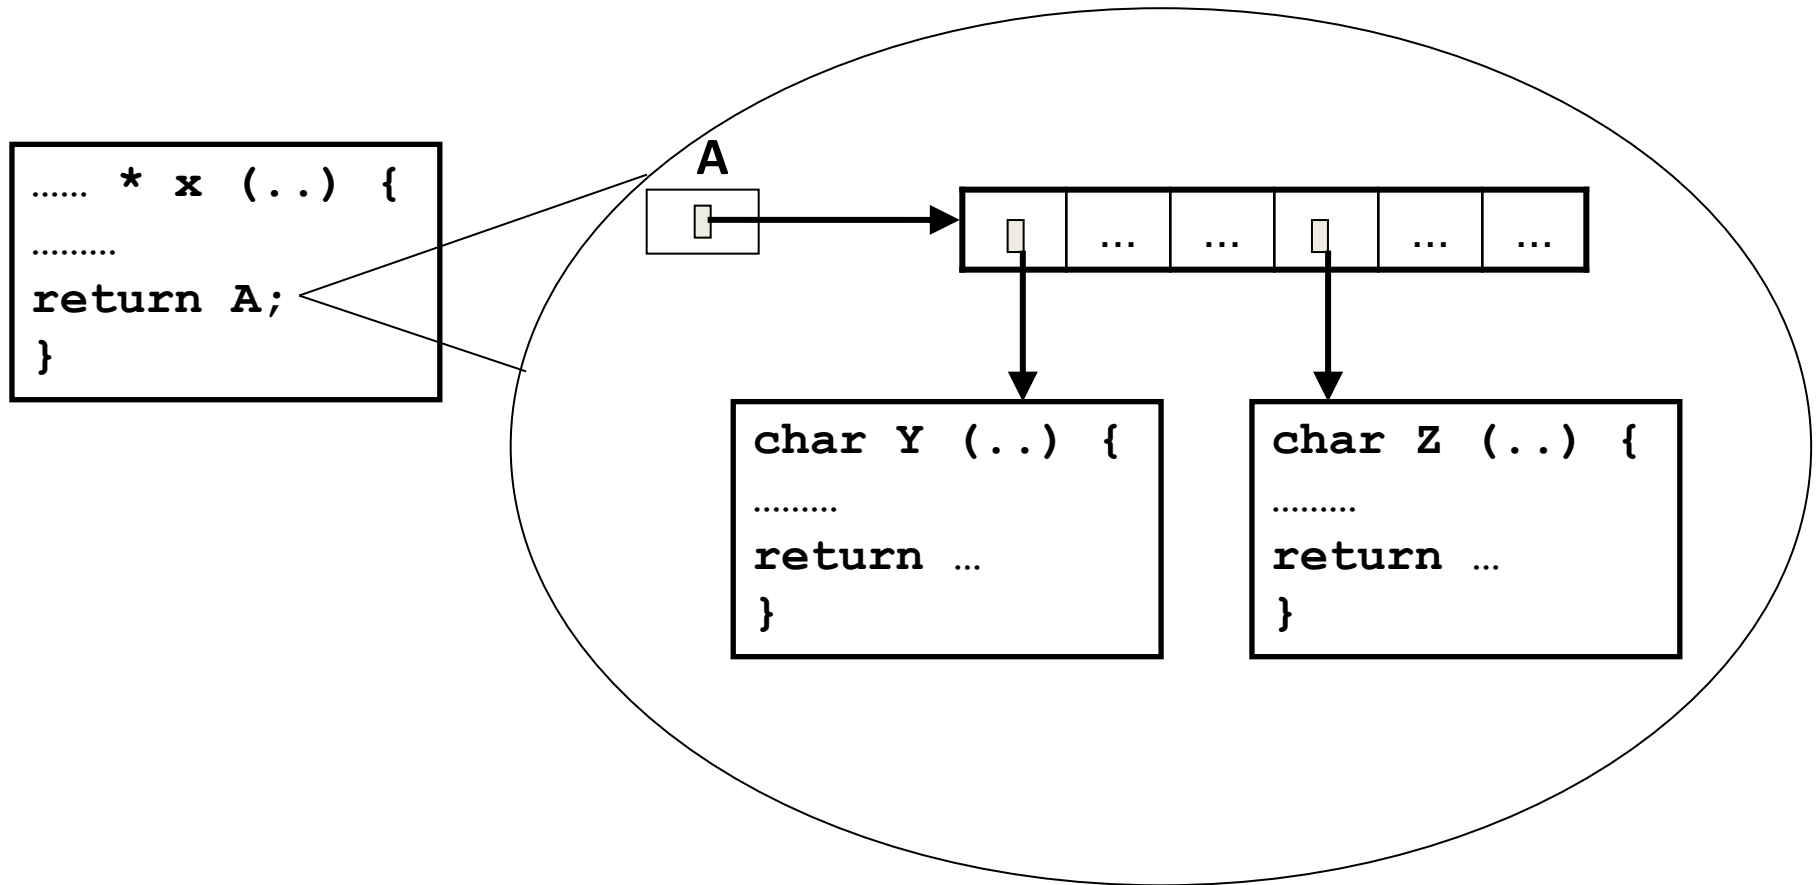 …… * x (..) {
………
return A;
}
A
… … … …
char Y (..) {
………
return …
}
char Z (..) {
………
return …
}